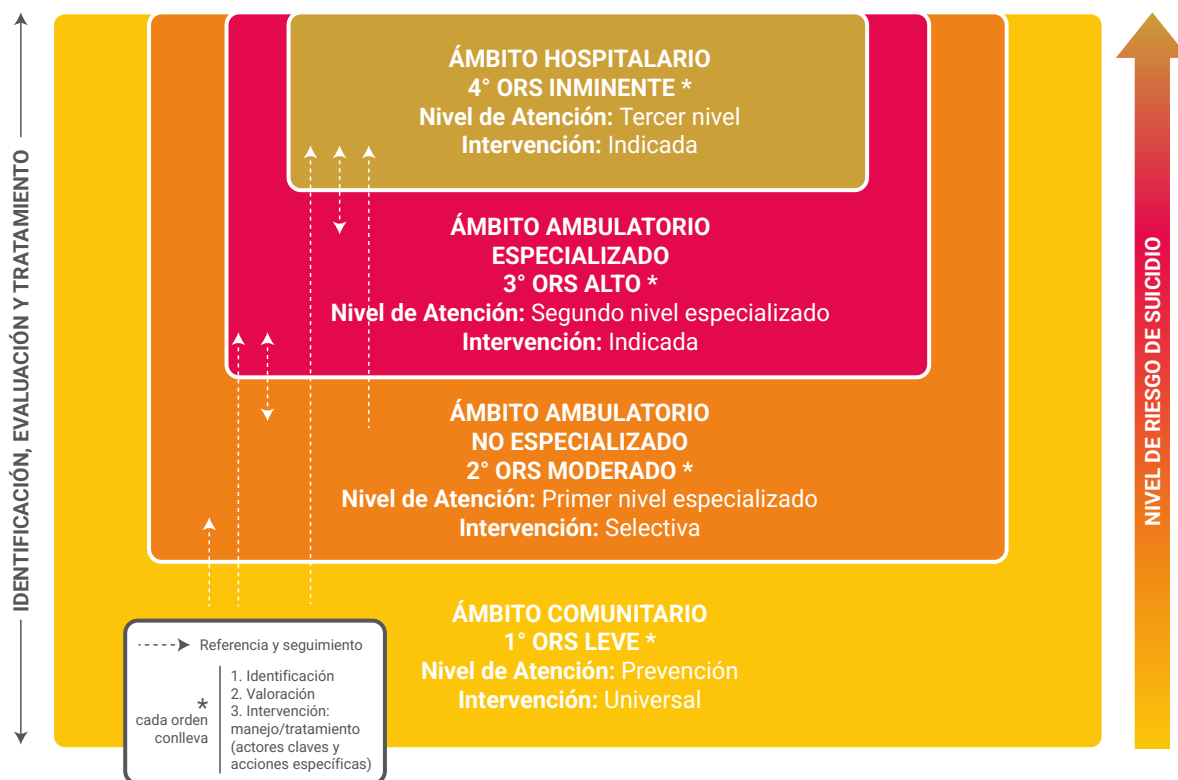 IDENTIFICACIÓN, EVALUACIÓN Y TRATAMIENTO
ÁMBITO HOSPITALARIO
4° ORS INMINENTE *
Nivel de Atención: Tercer nivel
Intervención: Indicada
ÁMBITO AMBULATORIO
ESPECIALIZADO
3° ORS ALTO *
Nivel de Atención: Segundo nivel especializado
Intervención: Indicada
ÁMBITO AMBULATORIO
NO ESPECIALIZADO
2° ORS MODERADO *
Nivel de Atención: Primer nivel especializado
Intervención: Selectiva
ÁMBITO COMUNITARIO
1° ORS LEVE *
Nivel de Atención: Prevención
Intervención: Universal
Referencia y seguimiento
*
cada orden
conlleva
1. Identificación
2. Valoración
3. Intervención:
manejo/tratamiento
(actores claves y
acciones específicas)
NIVEL DE RIESGO DE SUICIDIO